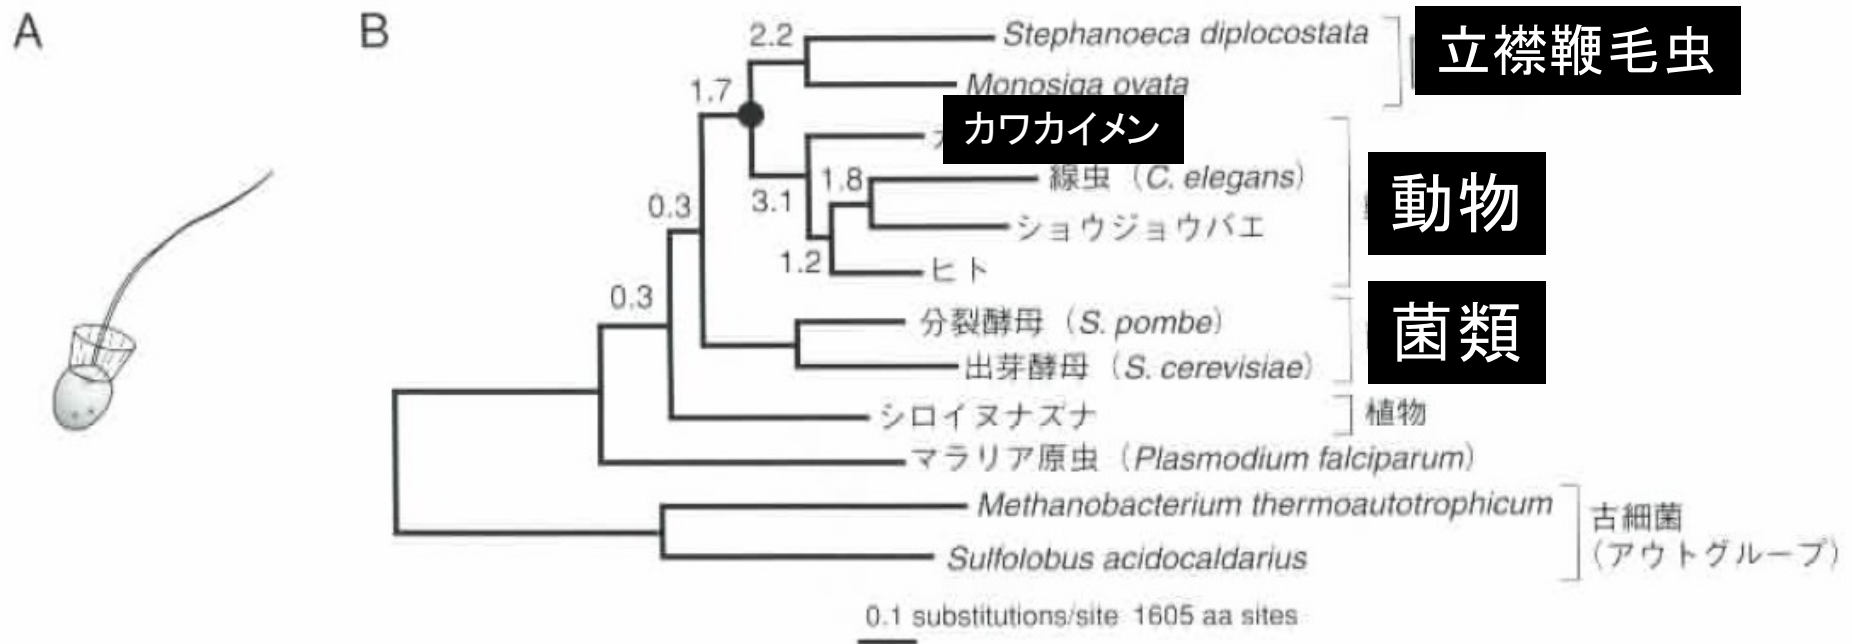 A
B
2.2
Stephanoeca diplocostata
立襟鞭毛虫
1.7
Monosiga ovata
カワカイメン
1.8
線虫（C. elegans）
動物
3.1
0.3
ショウジョウバエ
1.2
ヒト
0.3
分裂酵母（S. pombe）
菌類
出芽酵母（S. cerevisiae）
シロイヌナズナ
植物
マラリア原虫（Plasmodium falciparum）
Methanobacterium thermoautotrophicum
古細菌
（アウトグループ）
Sulfolobus acidocaldarius
0.1 substitutions/site 1605 aa sites